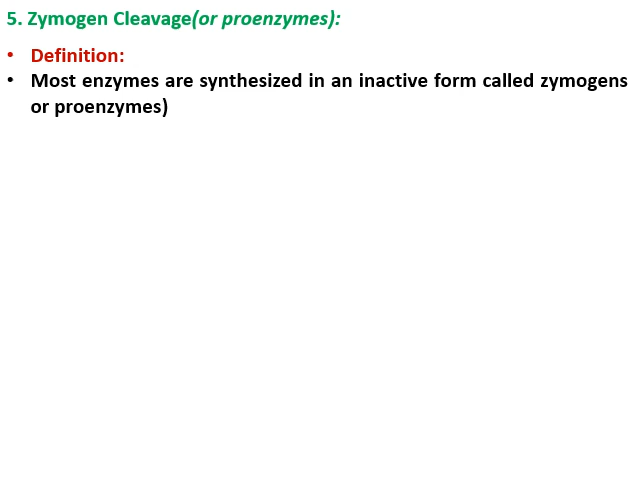 5. Zymogen Cleavage(or proenzymes):
• Definition:
• Most enzymes are synthesized in an inactive form called zymogens
or proenzymes)